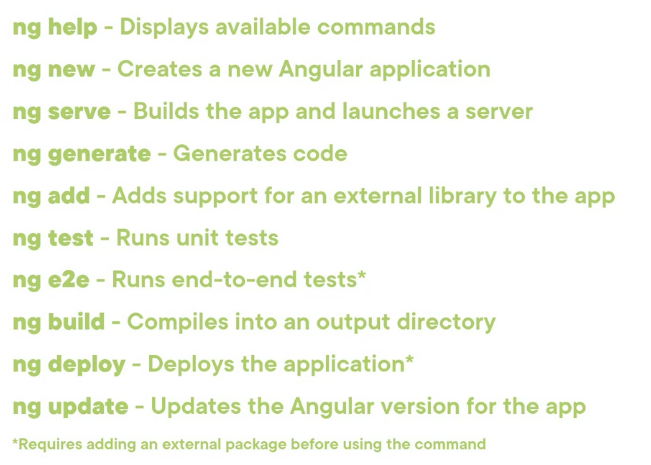 ng help - Displays available commands
ng new - Creates a new Angular application
ng serve - Builds the app and launches a server
ng generate - Generates code
ng add - Adds support for an external library to the app
ng test - Runs unit tests
ng e2e - Runs end-to-end tests*
ng build - Compiles into an output directory
ng deploy - Deploys the application*
ng update - Updates the Angular version for the app
*Requires adding an external package before using the command